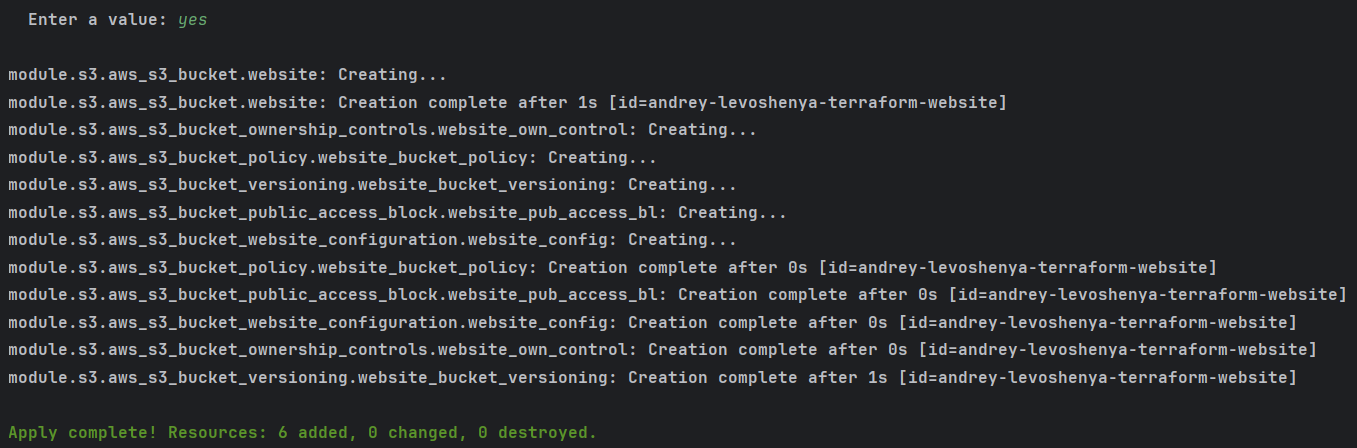 Enter a value: yes
module.s3.aws_s3_bucket.website: Creating...
module.s3.aws_s3_bucket.website: Creation complete after 1s [id=andrey-levoshenya-terraform-website]
module.s3.aws_s3_bucket_ownership_controls.website_own_control: Creating...
module.s3.aws_s3_bucket_policy.website_bucket_policy: Creating...
module.s3.aws_s3_bucket_versioning.website_bucket_versioning: Creating...
module.s3.aws_s3_bucket_public_access_block.website_pub_access_bl: Creating...
module.s3.aws_s3_bucket_website_configuration.website_config: Creating...
module.s3.aws_s3_bucket_policy.website_bucket_policy: Creation complete after 0s [id=andrey-levoshenya-terraform-website]
module.s3.aws_s3_bucket_public_access_block.website_pub_access_bl: Creation complete after 0s [id=andrey-levoshenya-terraform-website]
module.s3.aws_s3_bucket_website_configuration.website_config: Creation complete after 0s [id=andrey-levoshenya-terraform-website]
module.s3.aws_s3_bucket_ownership_controls.website_own_control: Creation complete after 0s [id=andrey-levoshenya-terraform-website]
module.s3.aws_s3_bucket_versioning.website_bucket_versioning: Creation complete after 1s [id=andrey-levoshenya-terraform-website]
Apply complete! Resources: 6 added, 0 changed, 0 destroyed.